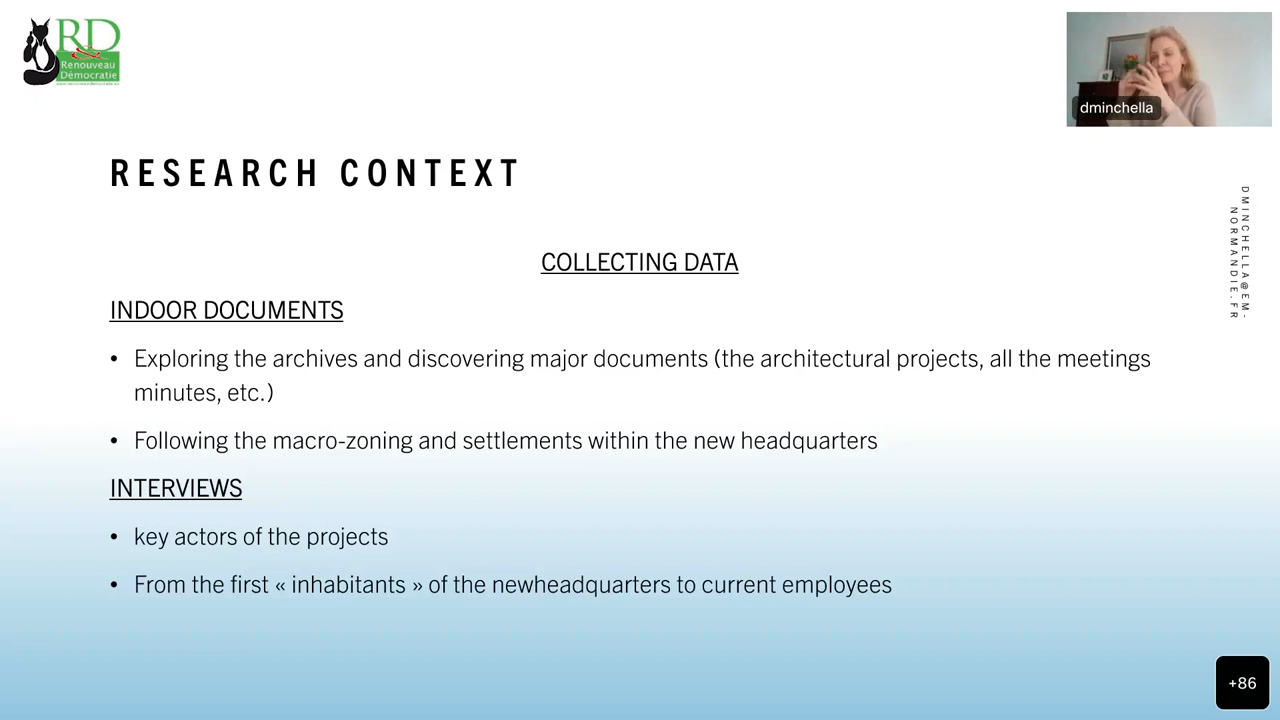 RD
Renouveau
Démocratie
dminchella
RESEARCH CONTEXT
DMINCHELLA@EM-
NORMANDIE.FR
COLLECTING DATA
INDOOR DOCUMENTS
• Exploring the archives and discovering major documents (the architectural projects, all the meetings
minutes, etc.)
• Following the macro-zoning and settlements within the new headquarters
INTERVIEWS
• key actors of the projects
• From the first « inhabitants » of the newheadquarters to current employees
+86